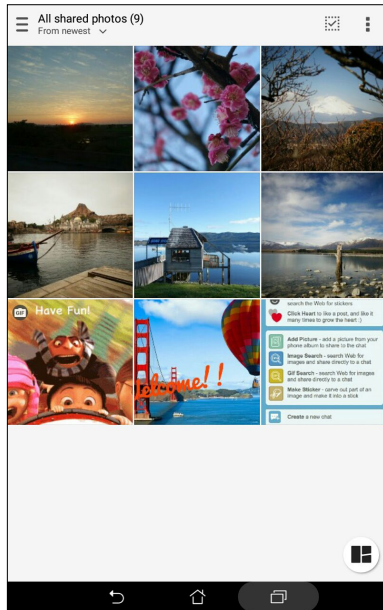 All shared photos (9)
From newest
GIF
Have Fun!
Welcome! !
search the Web for stickers
Click Heart to like a post, and like it
many times to grow the heart :)
Add Picture - add a picture from your
phone album to share to the chat
Image Search - search Web for
images and share directly to a chat
Gif Search - search Web for images
and share directly to a chat
Make Sticker - carve out part of an
image and make it into a stick
Create a new chat